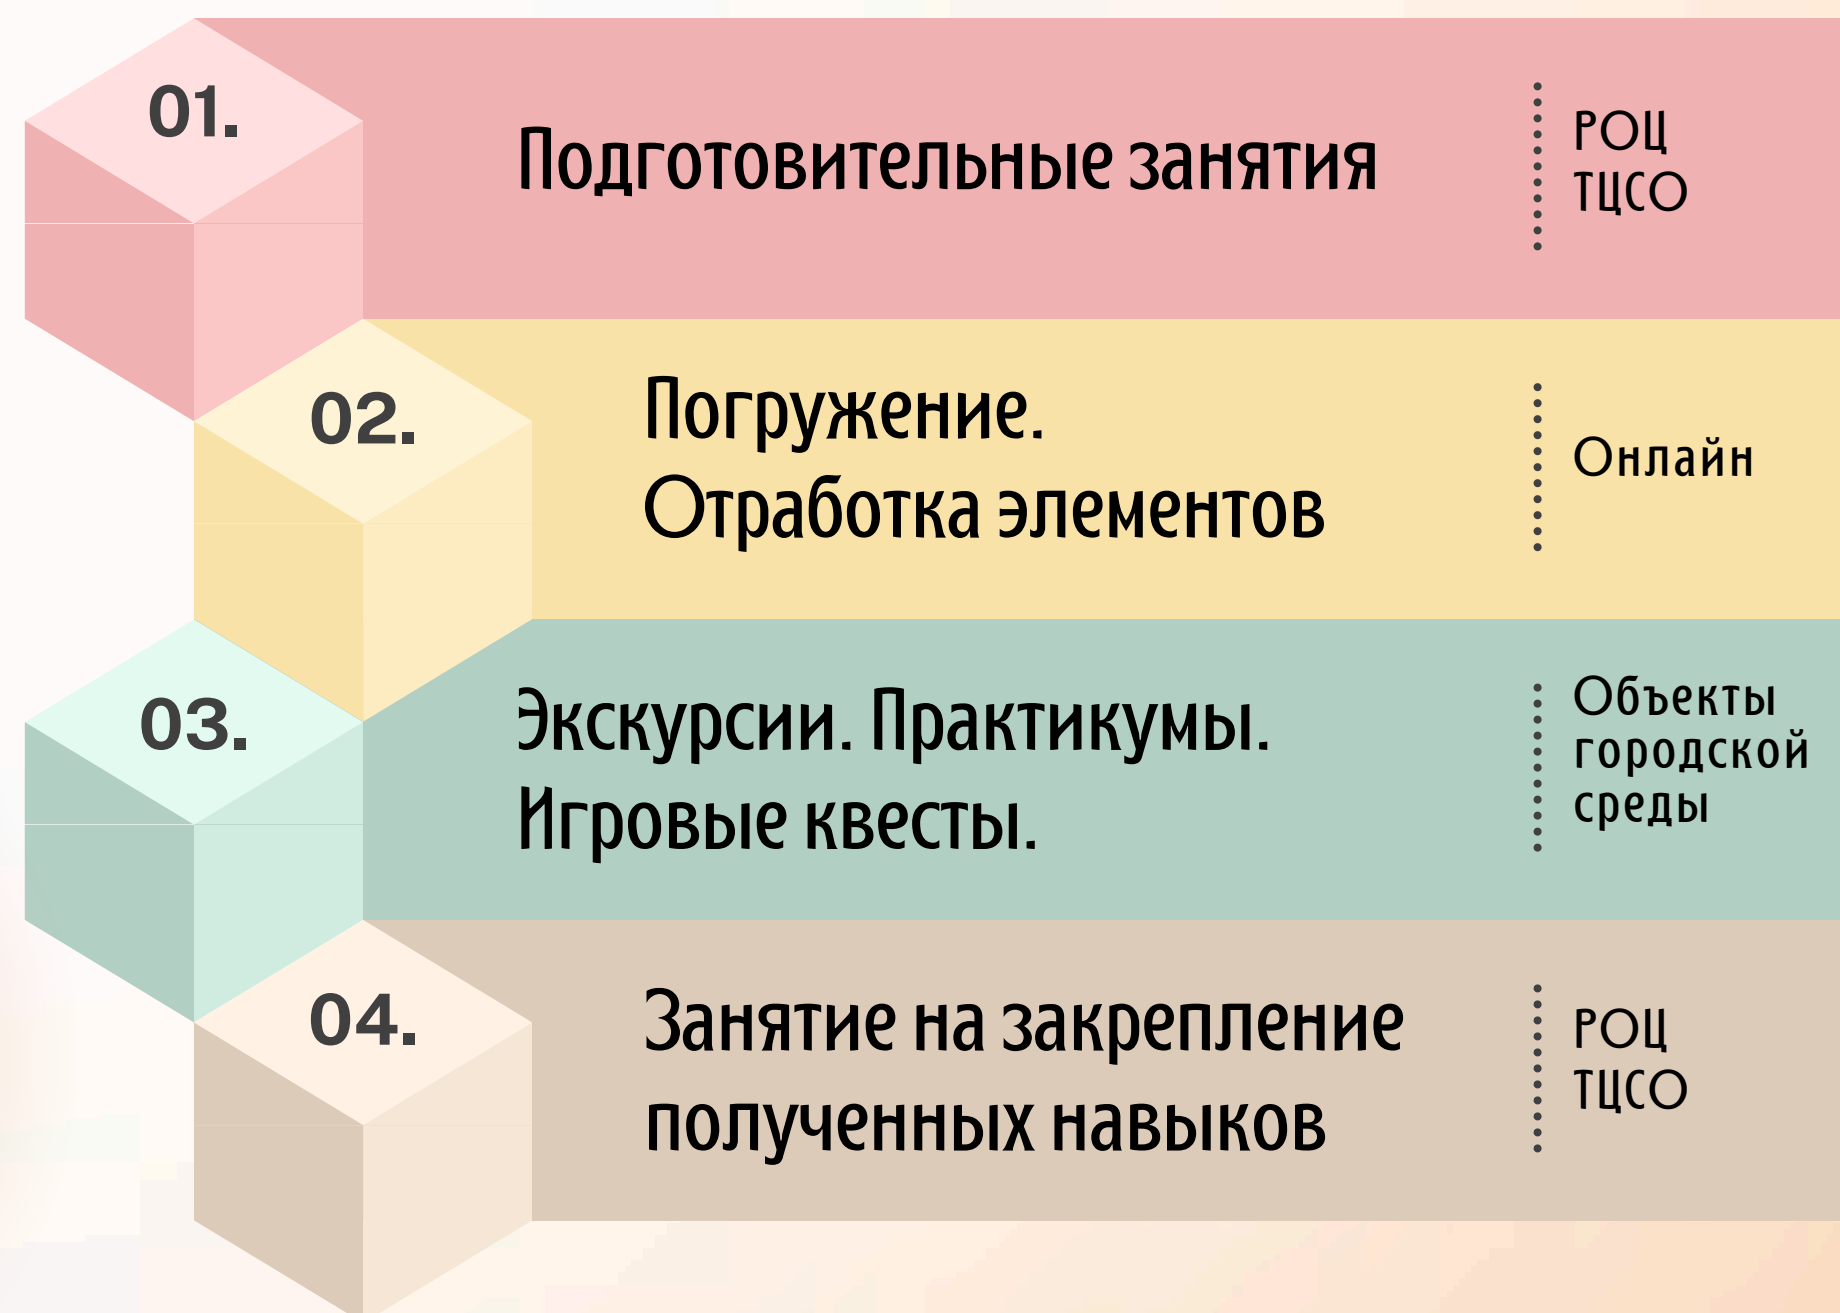 01.
Подготовительные занятия
РОЦ
ТЦСО
02.
Погружение.
Отработка элементов
Онлайн
03.
Экскурсии. Практикумы.
Игровые квесты.
Объекты
городской
среды
04.
Занятие на закрепление
полученных навыков
РОЦ
ТЦСО